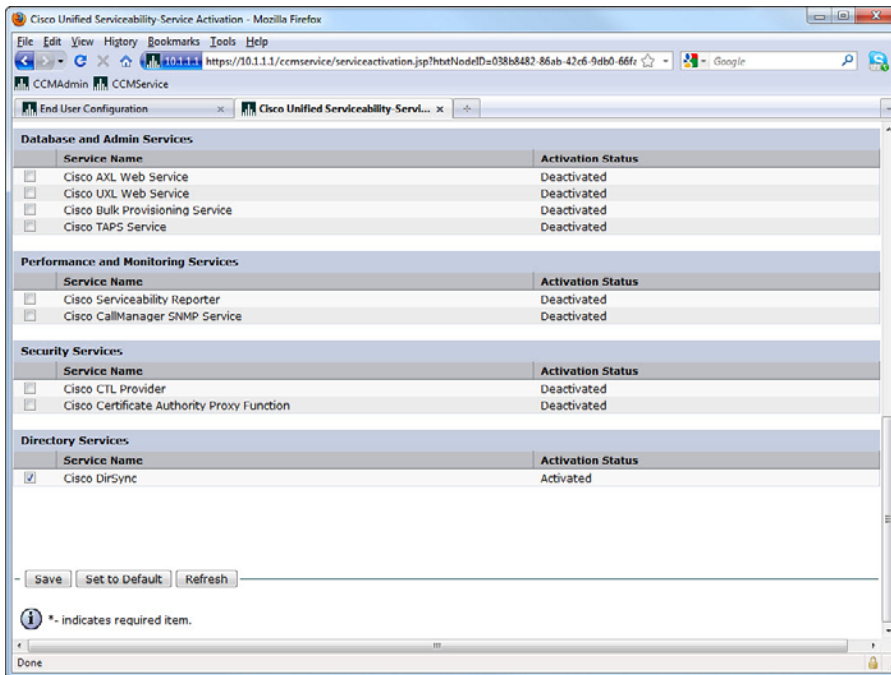 Cisco Unified Serviceability-Service Activation - Mozilla Firefox
File Edit View History Bookmarks Tools Help
10.1.1.1 https://10.1.1.1/ccmservice/serviceactivation.jsp?htxtNodeID=038b8482-86ab-42c6-9db0-66fa Google
CCMAdmin CCMService
End User Configuration Cisco Unified Serviceability-Servi...
Database and Admin Services
Service Name Activation Status
Cisco AXL Web Service Deactivated
Cisco UXL Web Service Deactivated
Cisco Bulk Provisioning Service Deactivated
Cisco TAPS Service Deactivated
Performance and Monitoring Services
Service Name Activation Status
Cisco Serviceability Reporter Deactivated
Cisco CallManager SNMP Service Deactivated
Security Services
Service Name Activation Status
Cisco CTL Provider Deactivated
Cisco Certificate Authority Proxy Function Deactivated
Directory Services
Service Name Activation Status
Cisco DirSync Activated
Save Set to Default Refresh
*- indicates required item.
Done